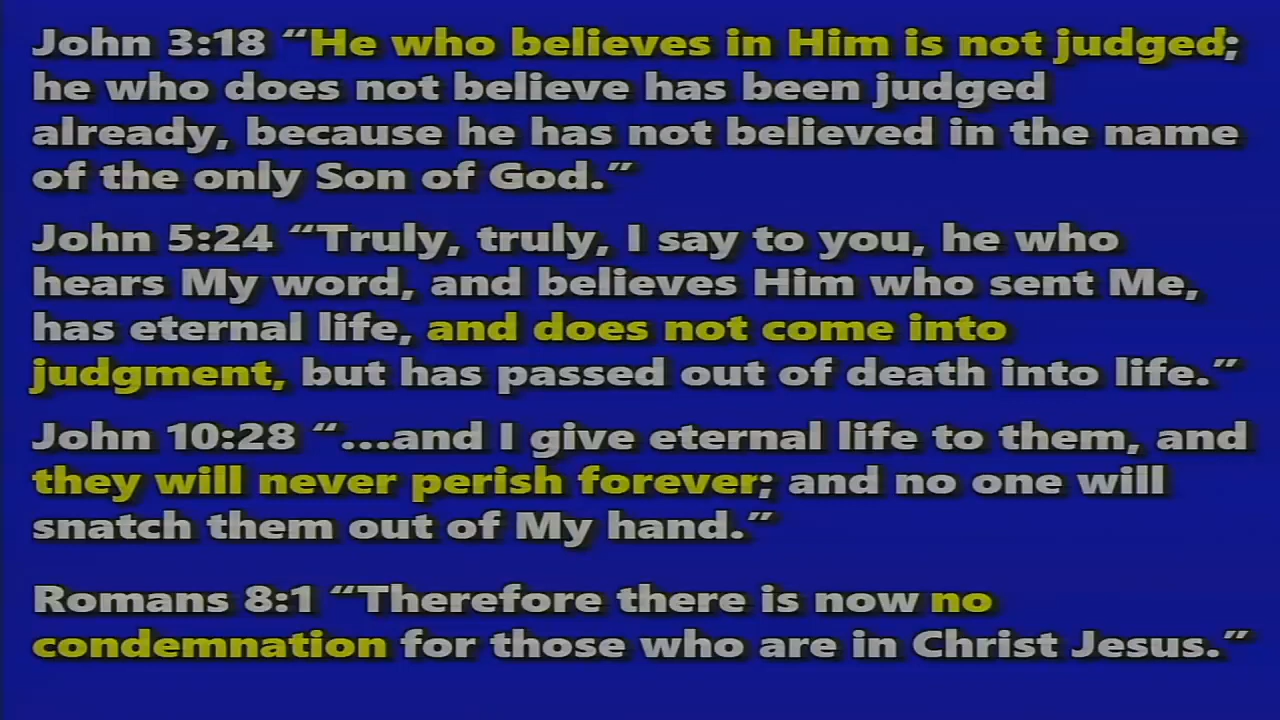 John 3:18 “He who believes in Him is not judged;
he who does not believe has been judged
already, because he has not believed in the name
of the only Son of God.”
John 5:24 “Truly, truly, I say to you, he who
hears My word, and believes Him who sent Me,
has eternal life, and does not come into
judgment, but has passed out of death into life.”
John 10:28 “...and I give eternal life to them, and
they will never perish forever; and no one will
snatch them out of My hand.”
Romans 8:1 “Therefore there is now no
condemnation for those who are in Christ Jesus.”